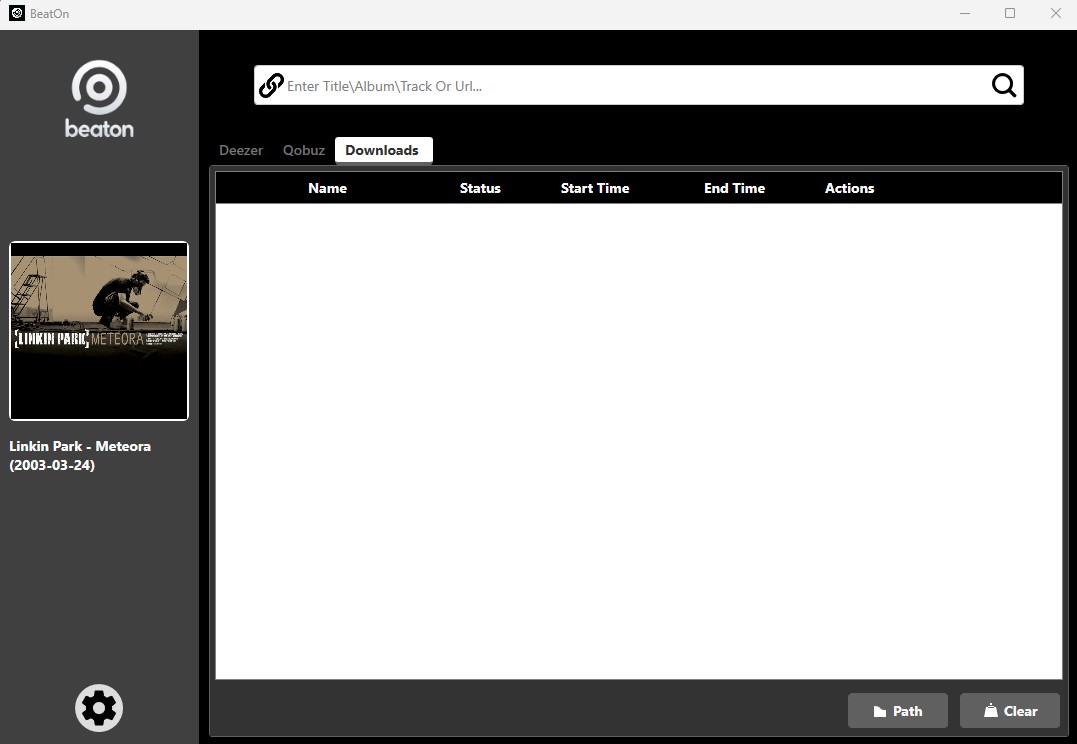 BeatOn
beaton
Enter Title\Album\Track Or Url...
Deezer Qobuz Downloads
Name Status Start Time End Time Actions
[LINKIN PARK] METEORA
Linkin Park - Meteora
(2003-03-24)
Path Clear